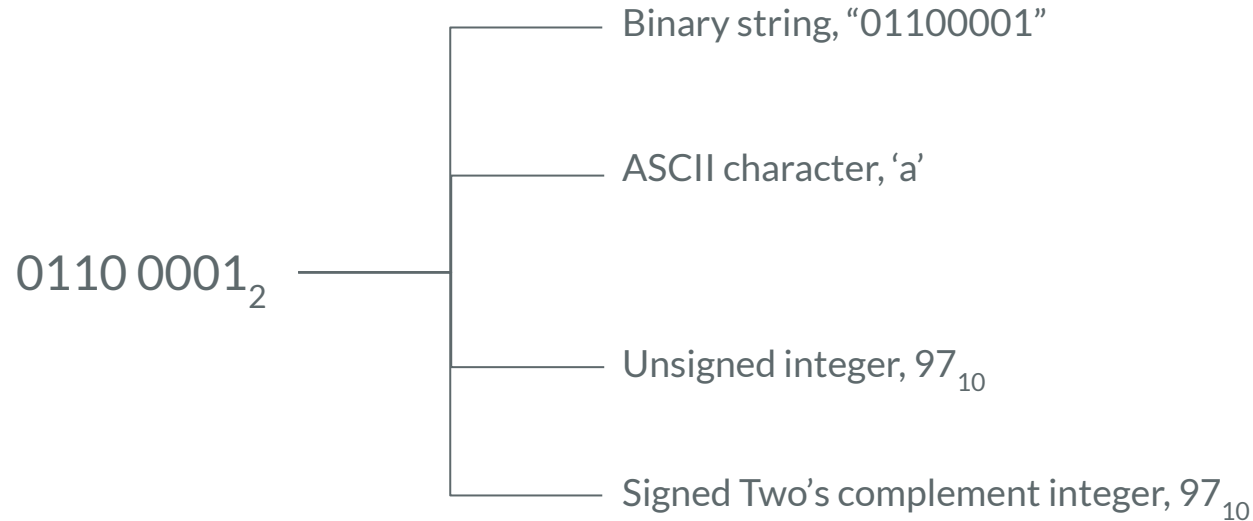 Binary string, “01100001”
ASCII character, ‘a’
0110 0001₂
Unsigned integer, 97₁₀
Signed Two’s complement integer, 97₁₀